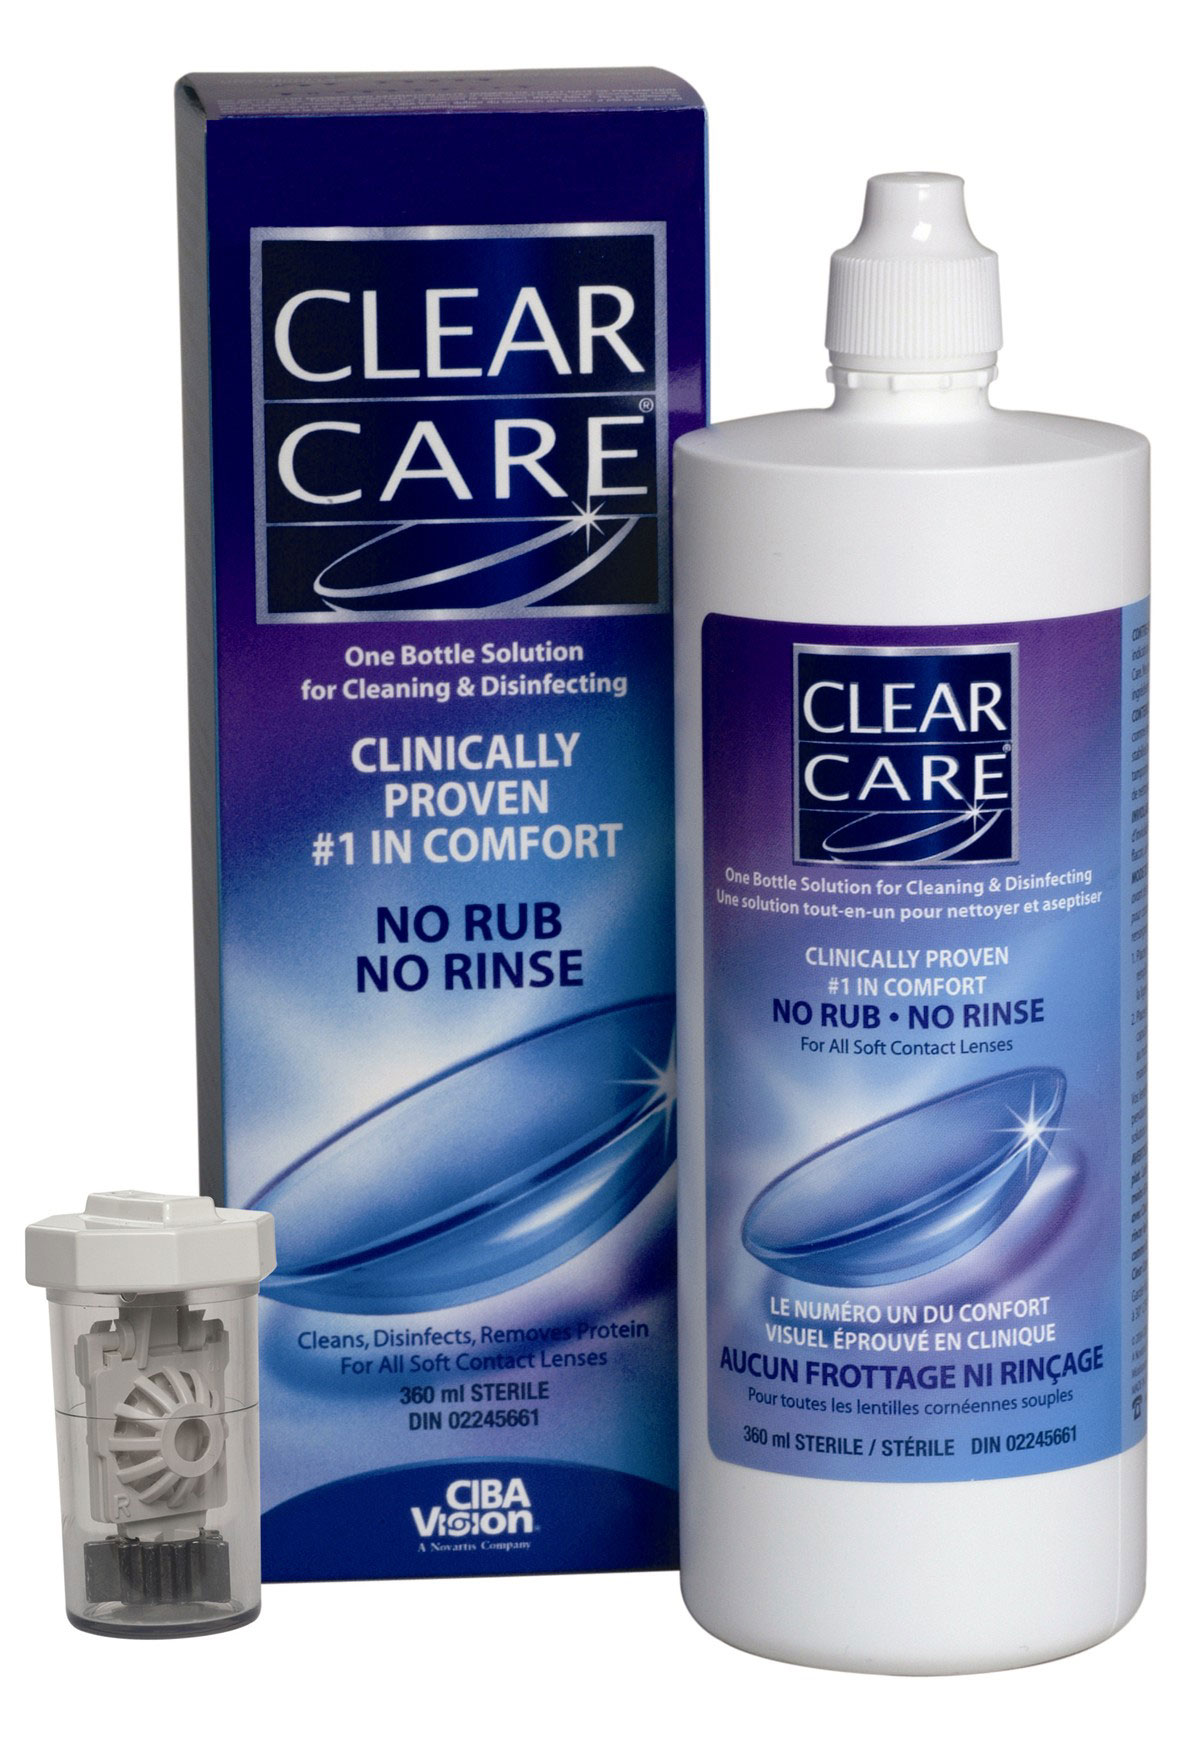 CLEAR
CARE®
One Bottle Solution
for Cleaning & Disinfecting
CLINICALLY
PROVEN
#1 IN COMFORT
NO RUB
NO RINSE
Cleans, Disinfects, Removes Protein
For All Soft Contact Lenses
360 ml STERILE
DIN 02245661
CIBA
Vision
A Novartis Company
R
CLEAR
CARE®
One Bottle Solution for Cleaning & Disinfecting
Une solution tout-en-un pour nettoyer et aseptiser
CLINICALLY PROVEN
#1 IN COMFORT
NO RUB • NO RINSE
For All Soft Contact Lenses
LE NUMÉRO UN DU CONFORT
VISUEL ÉPROUVÉ EN CLINIQUE
AUCUN FROTTAGE NI RINÇAGE
Pour toutes les lentilles cornéennes souples
360 ml STERILE / STÉRILE DIN 02245661